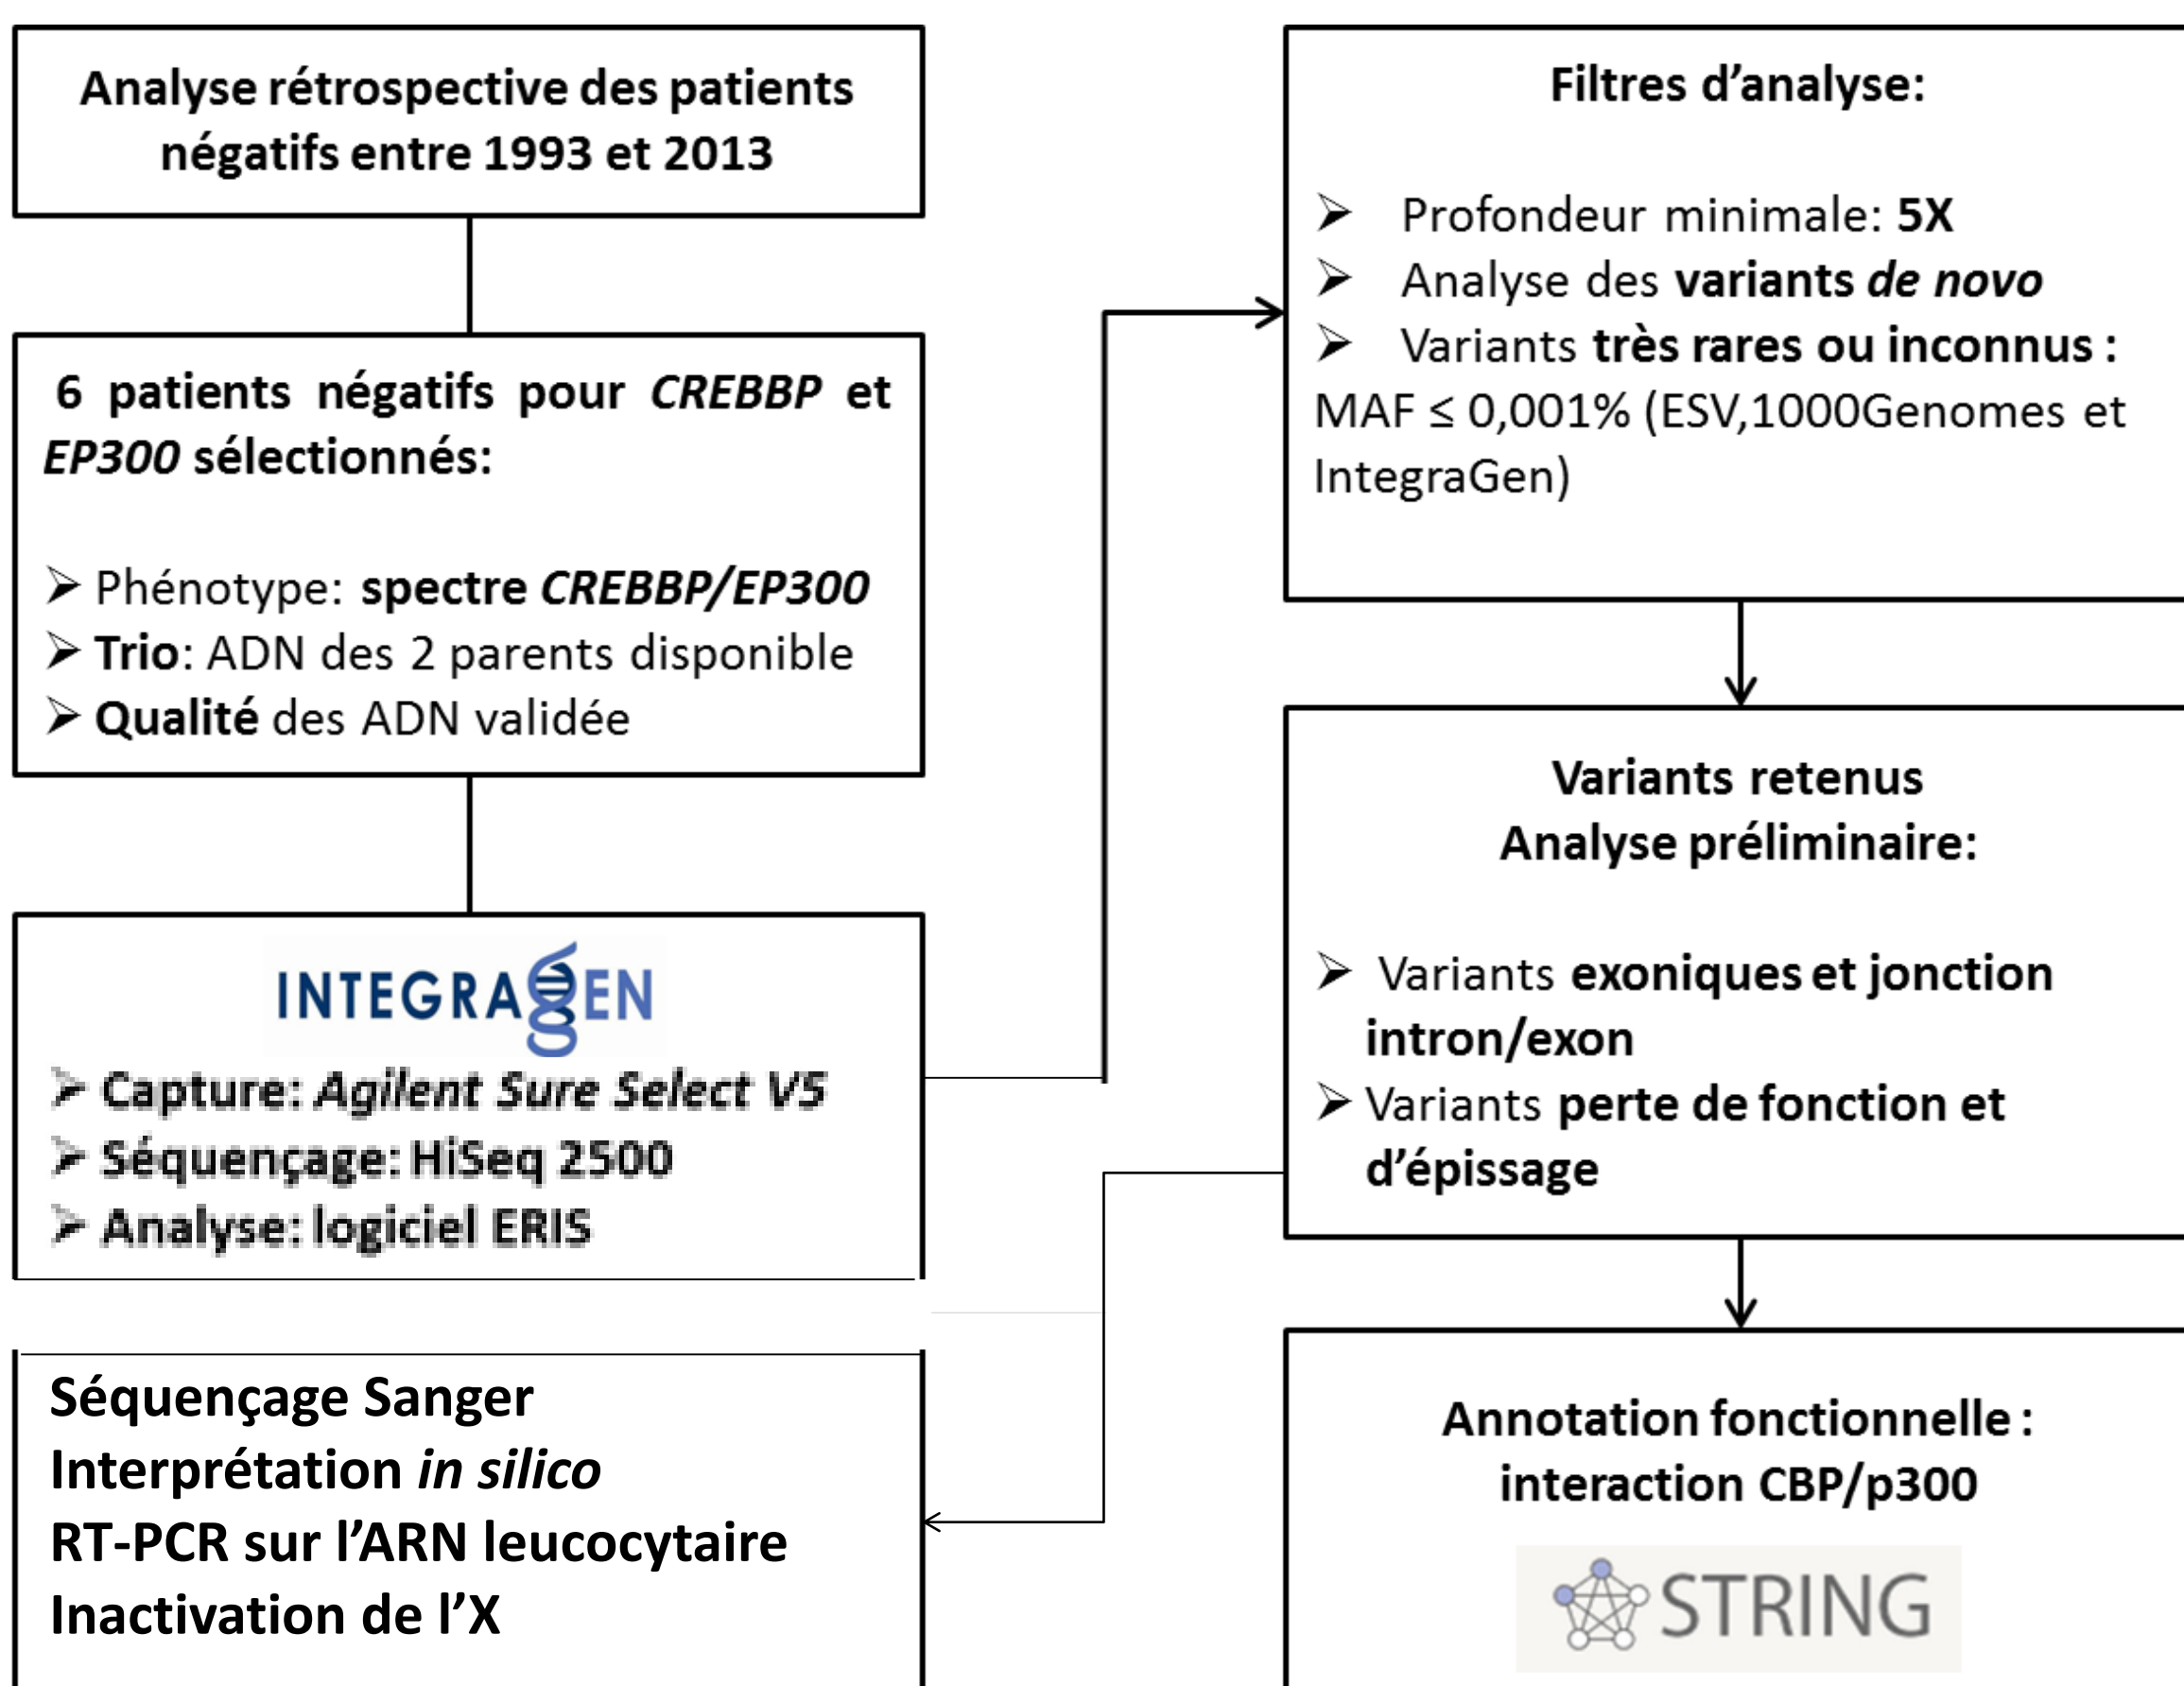 Analyse rétrospective des patients
négatifs entre 1993 et 2013
6 patients négatifs pour CREBBP et
EP300 sélectionnés:
➢ Phénotype: spectre CREBBP/EP300
➢ Trio: ADN des 2 parents disponible
➢ Qualité des ADN validée
INTEGRAGEN
➢ Capture: Agilent Sure Select V5
➢ Séquençage: HiSeq 2500
➢ Analyse: logiciel ERIS
Séquençage Sanger
Interprétation in silico
RT-PCR sur l’ARN leucocytaire
Inactivation de l’X
Filtres d’analyse:
➢ Profondeur minimale: 5X
➢ Analyse des variants de novo
➢ Variants très rares ou inconnus :
MAF ≤ 0,001% (ESV,1000Genomes et
IntegraGen)
Variants retenus
Analyse préliminaire:
➢ Variants exoniques et jonction
intron/exon
➢ Variants perte de fonction et
d’épissage
Annotation fonctionnelle :
interaction CBP/p300
STRING